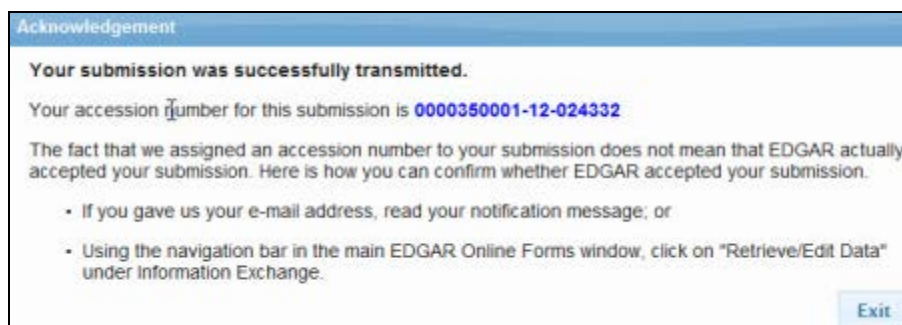 Acknowledgement
Your submission was successfully transmitted.
Your accession number for this submission is 0000350001-12-024332
The fact that we assigned an accession number to your submission does not mean that EDGAR actually
accepted your submission. Here is how you can confirm whether EDGAR accepted your submission.
• If you gave us your e-mail address, read your notification message; or
• Using the navigation bar in the main EDGAR Online Forms window, click on "Retrieve/Edit Data"
under Information Exchange.
Exit